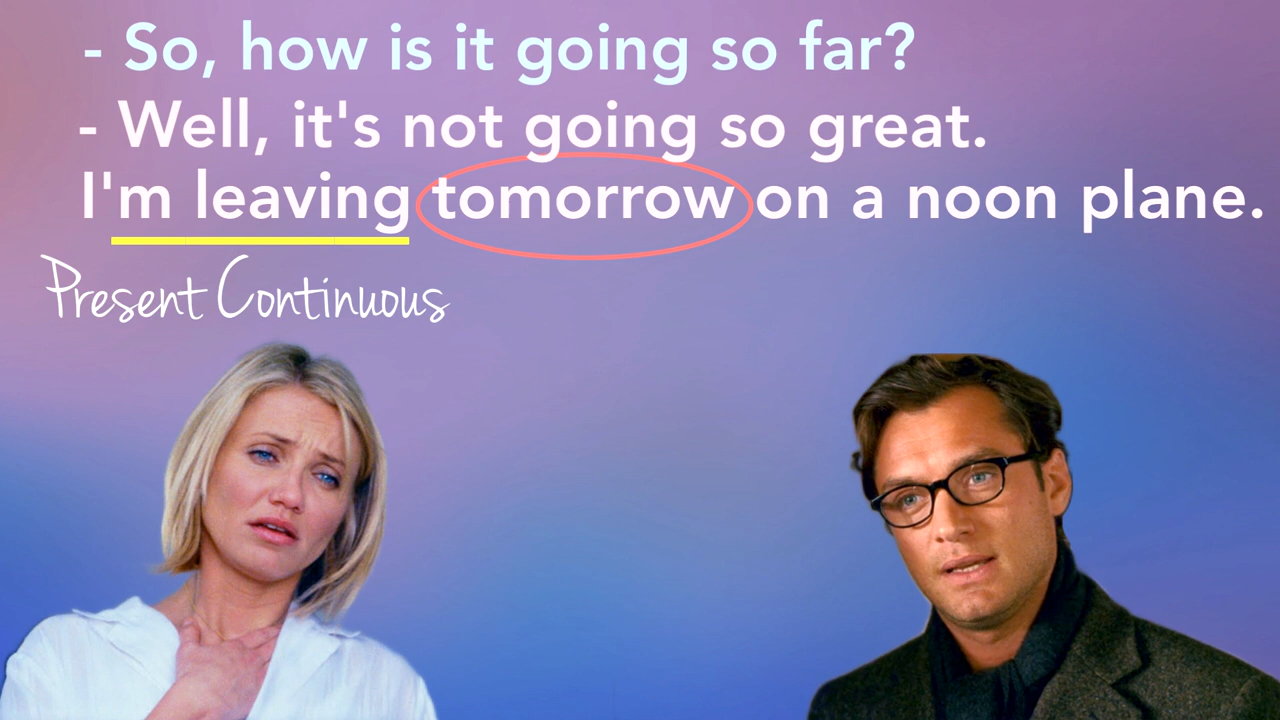 - So, how is it going so far?
- Well, it's not going so great.
I'm leaving tomorrow on a noon plane.
Present Continuous